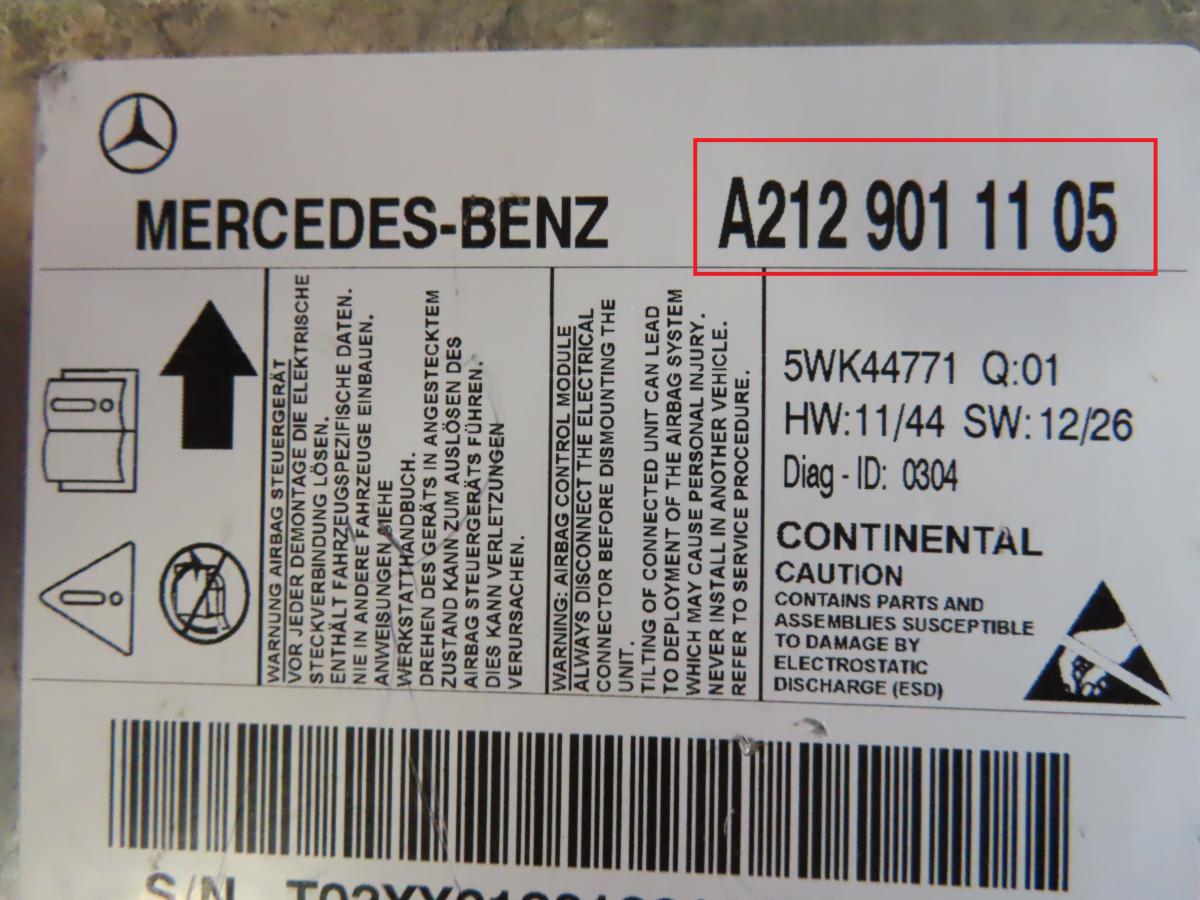 MERCEDES-BENZ
A212 901 11 05
WARNUNG AIRBAG STEUERGERÄT
VOR JEDER DEMONTAGE DIE ELEKTRISCHE
STECKVERBINDUNG LÖSEN.
ENTHÄLT FAHRZEUGSPEZIFISCHE DATEN.
NIE IN ANDERE FAHRZEUGE EINBAUEN.
ANWEISUNGEN SIEHE
WERKSTATTHANDBUCH.
DREHEN DES GERÄTS IN ANGESTECKTEM
ZUSTAND KANN ZUM AUSLÖSEN DES
AIRBAG STEUERGERÄTS FÜHREN.
DIES KANN VERLETZUNGEN
VERURSACHEN.
WARNING: AIRBAG CONTROL MODULE
ALWAYS DISCONNECT THE ELECTRICAL
CONNECTOR BEFORE DISMOUNTING THE
UNIT.
TILTING OF CONNECTED UNIT CAN LEAD
TO DEPLOYMENT OF THE AIRBAG SYSTEM
WHICH MAY CAUSE PERSONAL INJURY.
NEVER INSTALL IN ANOTHER VEHICLE.
REFER TO SERVICE PROCEDURE.
5WK44771 Q:01
HW:11/44 SW:12/26
Diag - ID: 0304
CONTINENTAL
CAUTION
CONTAINS PARTS AND
ASSEMBLIES SUSCEPTIBLE
TO DAMAGE BY
ELECTROSTATIC
DISCHARGE (ESD)
S/N